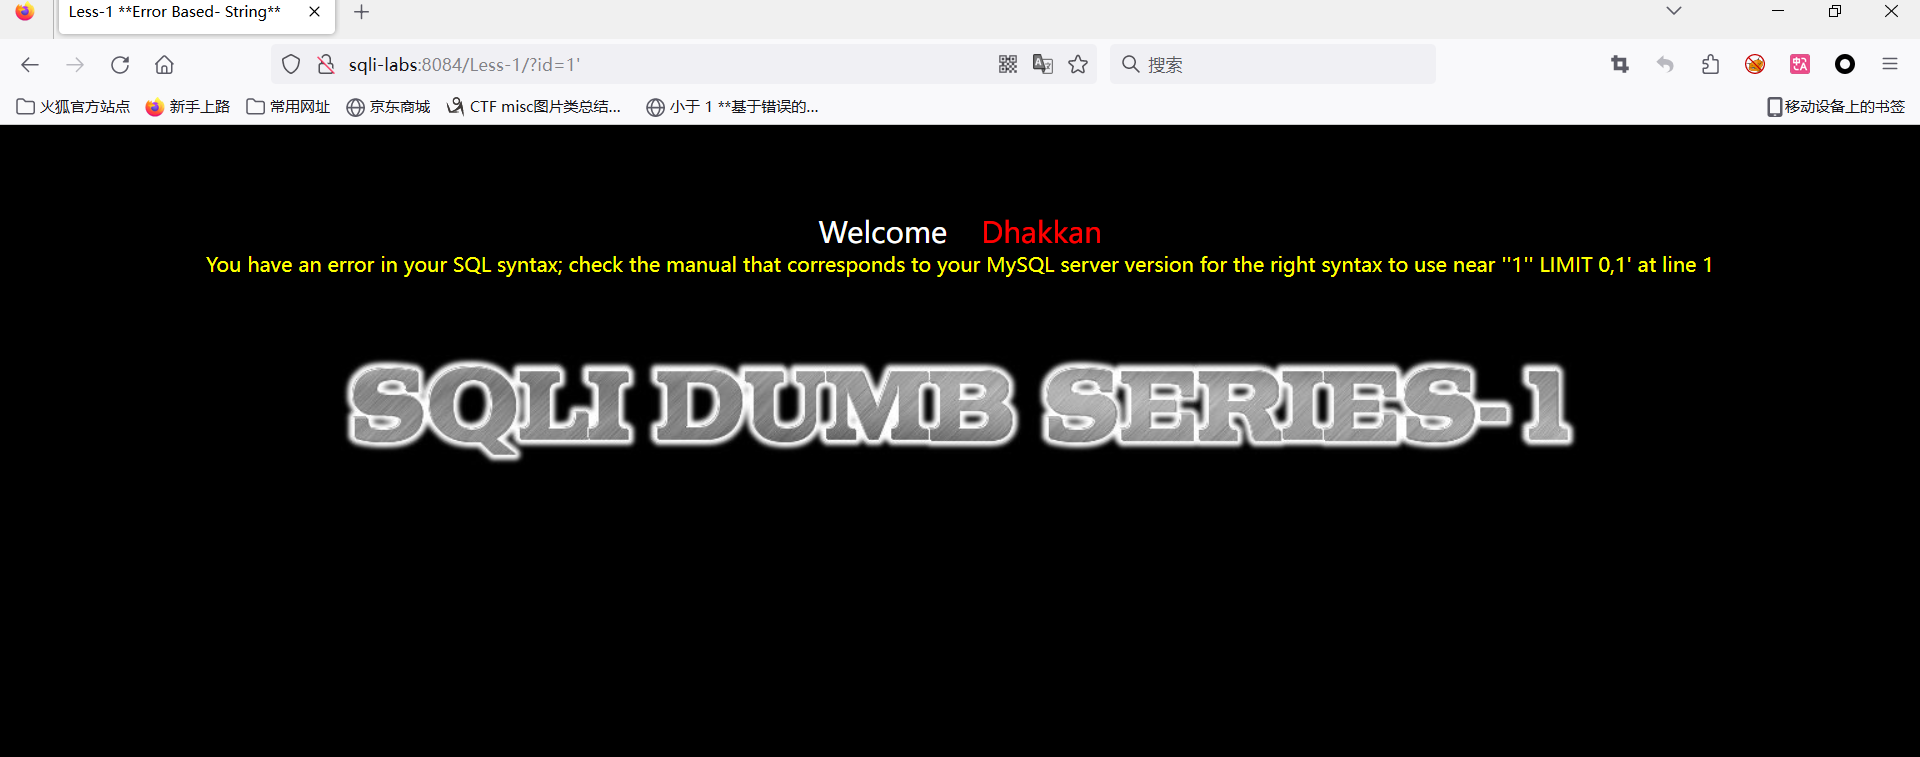 Less-1 **Error Based- String**
sqli-labs:8084/Less-1/?id=1'
搜索
火狐官方站点 新手上路 常用网址 京东商城 CTF misc图片类总结... 小于 1 **基于错误的... 移动设备上的书签
Welcome Dhakkan
You have an error in your SQL syntax; check the manual that corresponds to your MySQL server version for the right syntax to use near ''1'' LIMIT 0,1' at line 1
SQLI DUMB SERIES-1